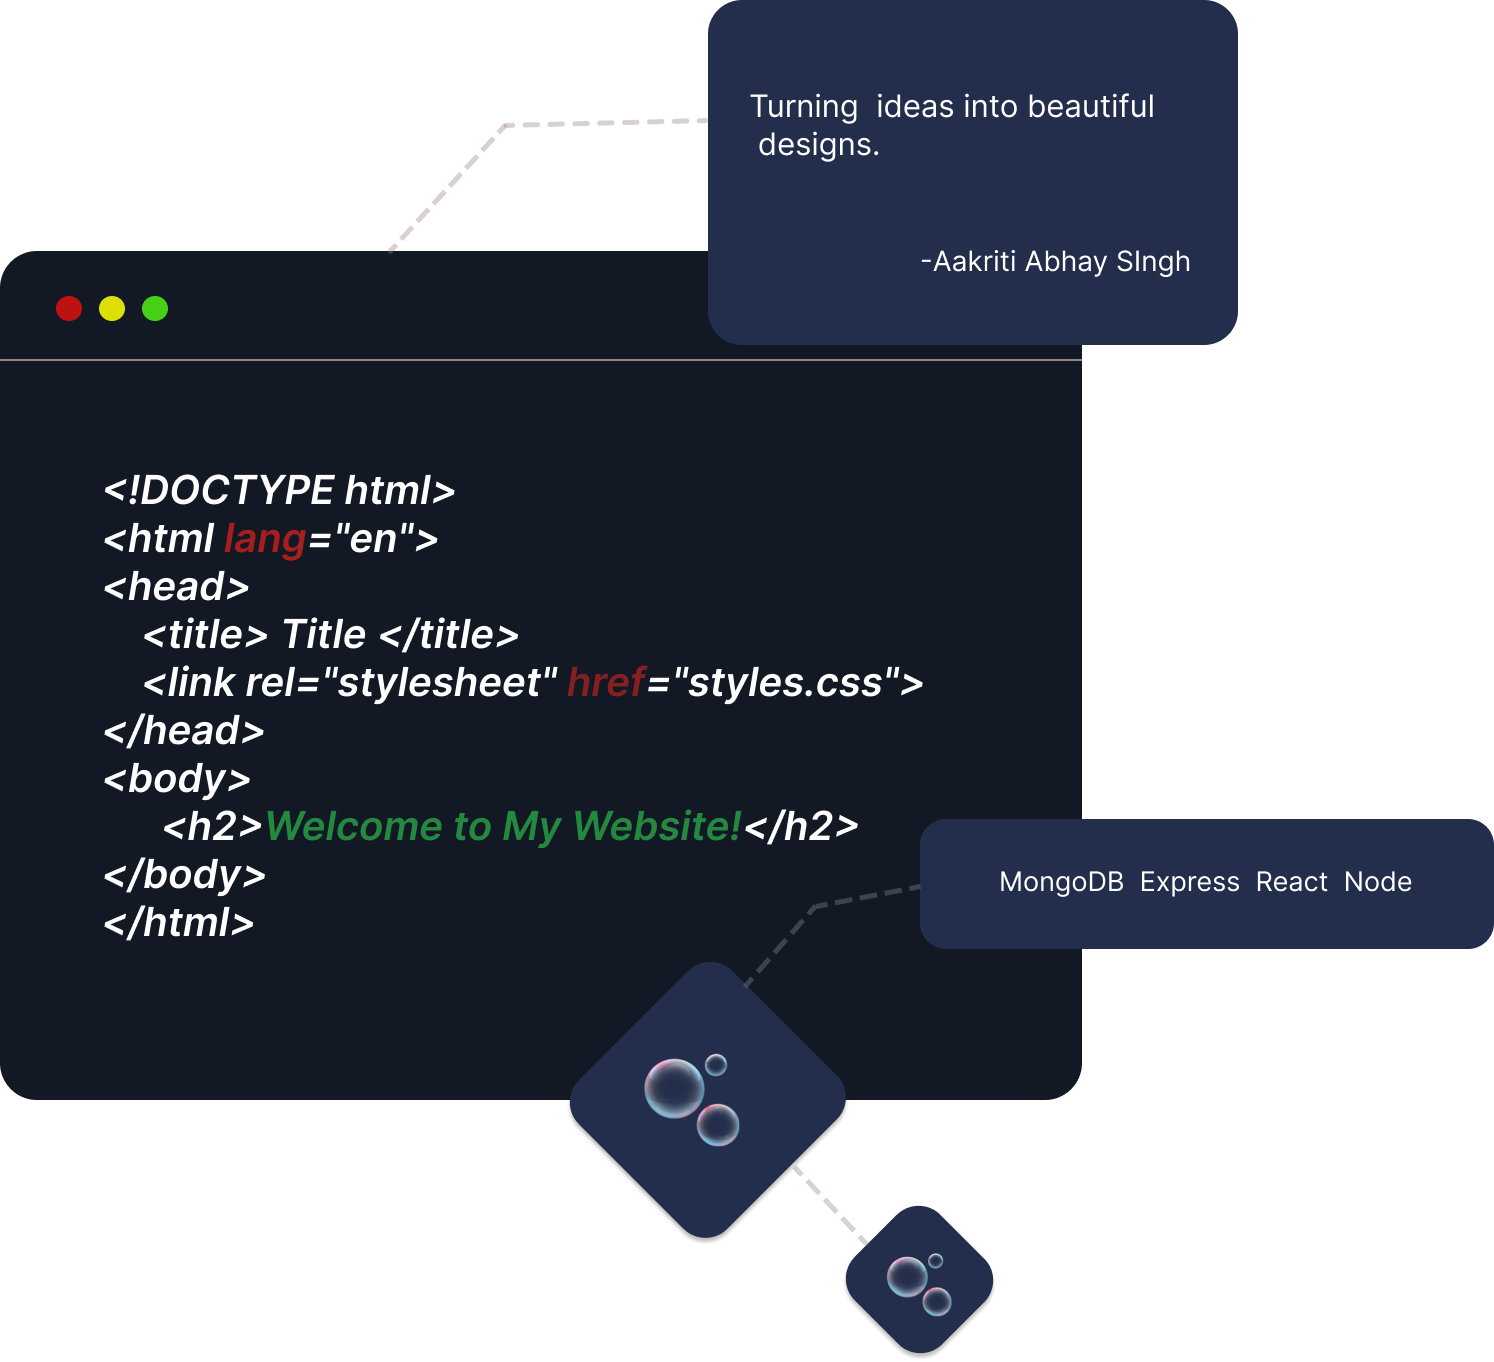 Turning  ideas into beautiful
designs.
-Aakriti Abhay SIngh
<!DOCTYPE html>
<html lang="en">
<head>
<title> Title </title>
<link rel="stylesheet" href="styles.css">
</head>
<body>
<h2>Welcome to My Website!</h2>
</body>
</html>
MongoDB  Express  React  Node